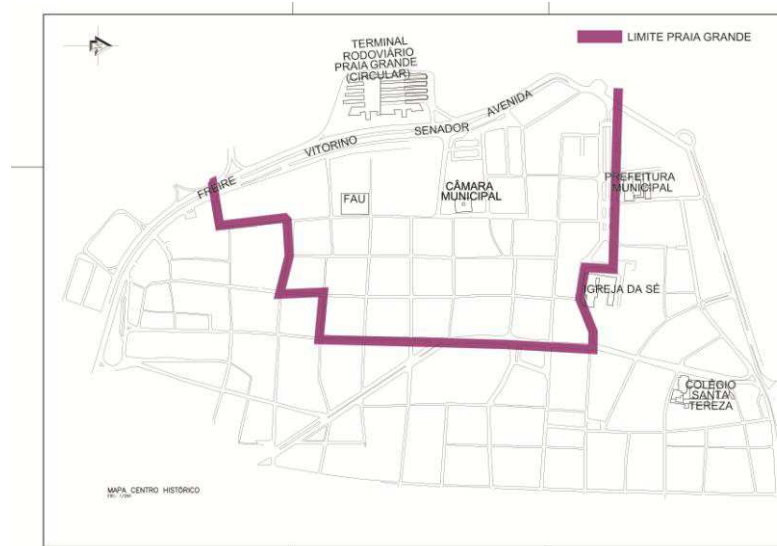 LIMITE PRAIA GRANDE
TERMINAL
RODOVIÁRIO
PRAIA GRANDE
(CIRCULAR)
AVENIDA
SENADOR
VITORINO
FREIRE
PREFEITURA
MUNICIPAL
CÂMARA
MUNICIPAL
FAU
IGREJA DA SÉ
COLÉGIO
SANTA
TEREZA
MAPA CENTRO HISTÓRICO